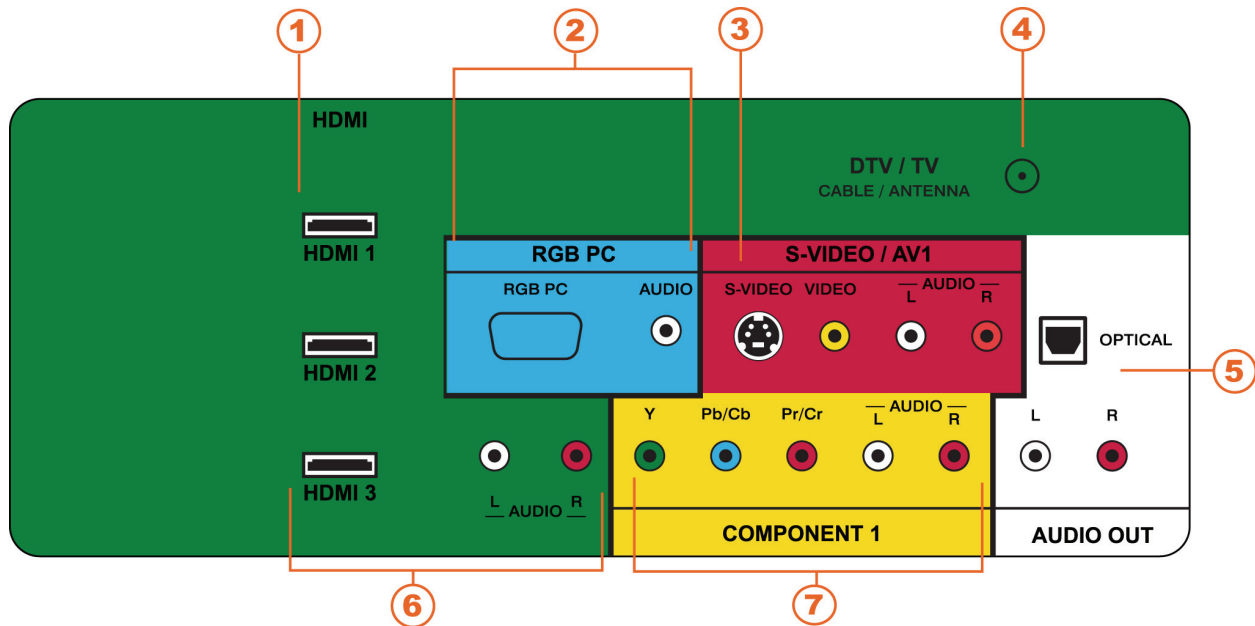 1
2
3
4
HDMI
DTV / TV
CABLE / ANTENNA
HDMI 1
RGB PC
S-VIDEO / AV1
RGB PC
AUDIO
S-VIDEO VIDEO
AUDIO
L R
HDMI 2
OPTICAL
5
Y
Pb/Cb
Pr/Cr
AUDIO
L R
L
R
HDMI 3
L AUDIO R
COMPONENT 1
AUDIO OUT
6
7